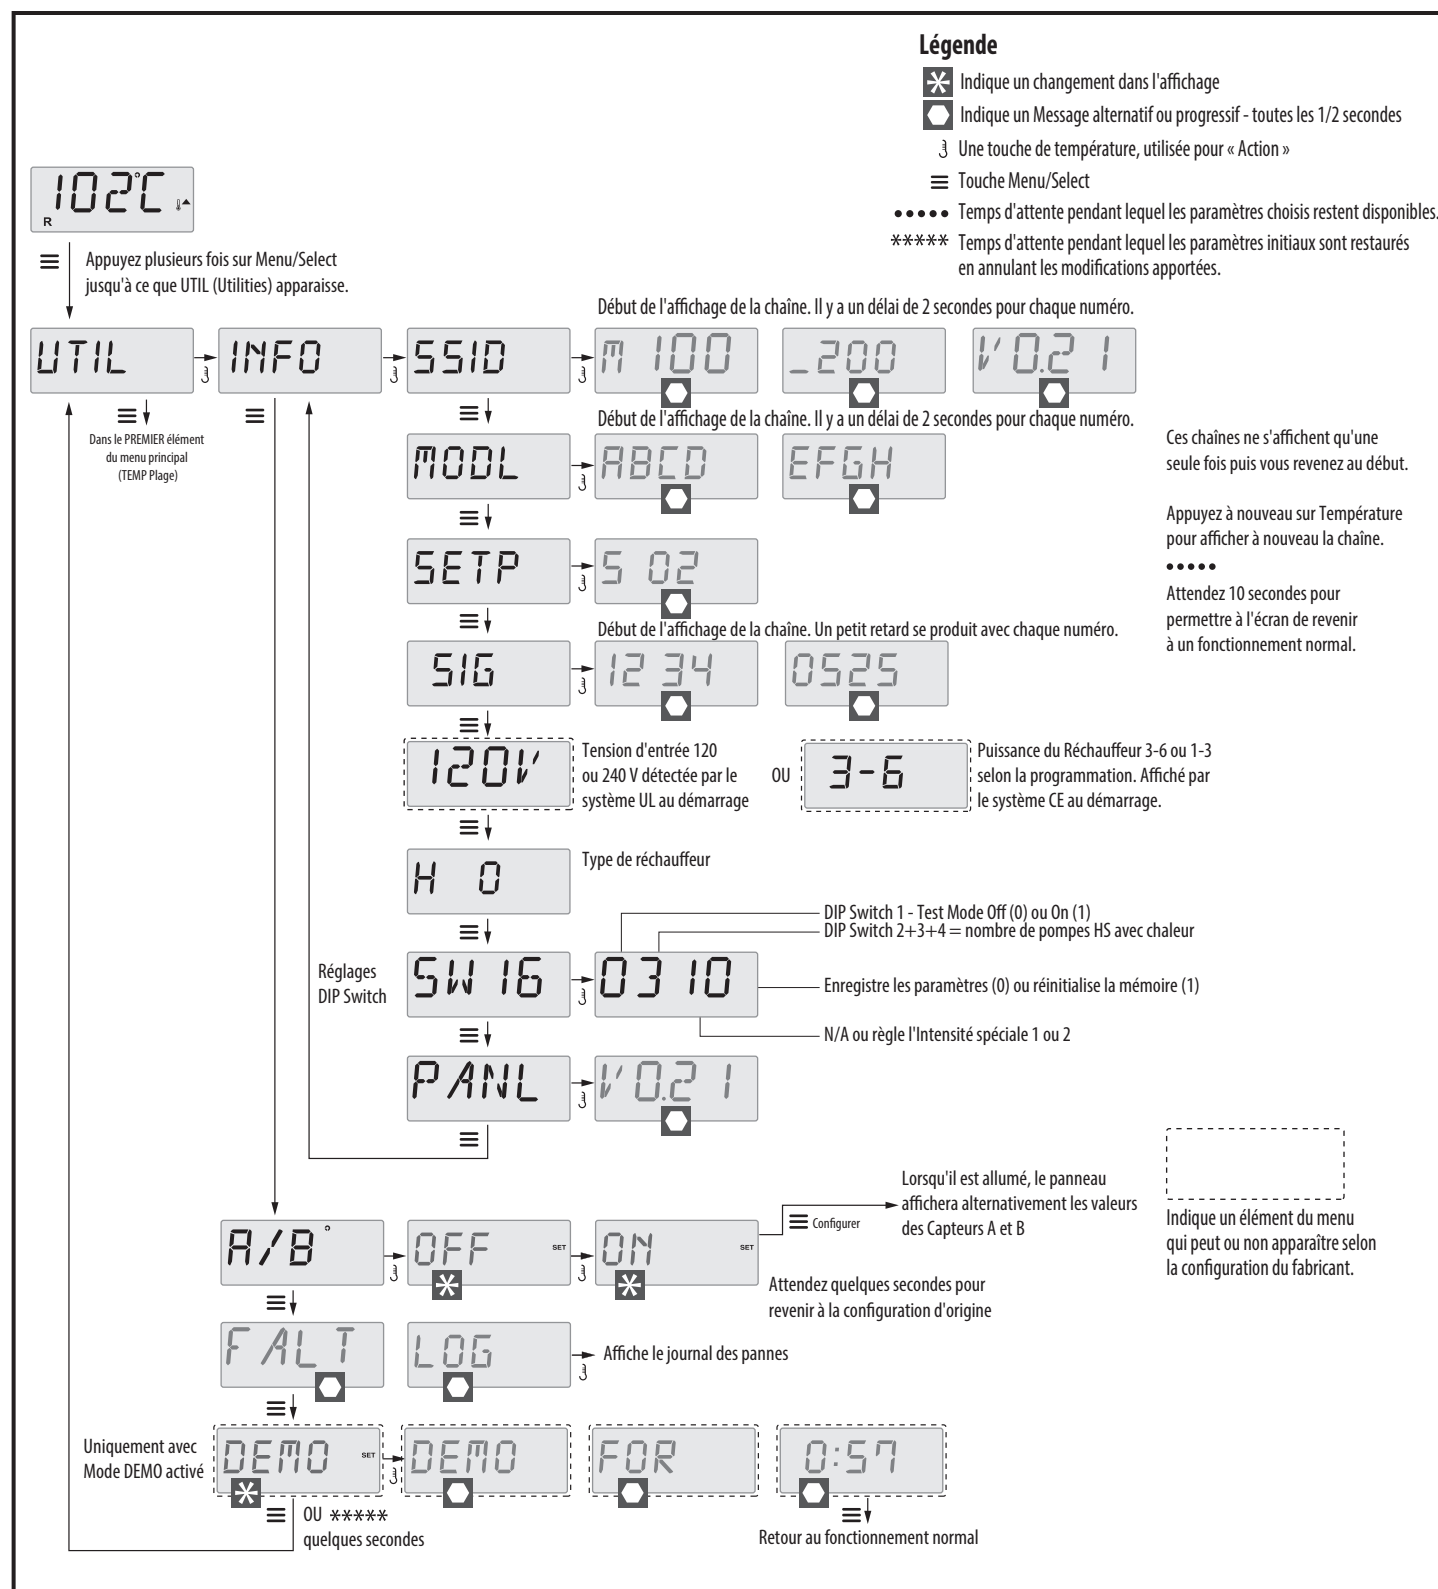 Légende
Indique un changement dans l'affichage
Indique un Message alternatif ou progressif - toutes les 1/2 secondes
Une touche de température, utilisée pour « Action »
Touche Menu/Select
Temps d'attente pendant lequel les paramètres choisis restent disponibles.
***** Temps d'attente pendant lequel les paramètres initiaux sont restaurés
en annulant les modifications apportées.
102°C
R
Appuyez plusieurs fois sur Menu/Select
jusqu'à ce que UTIL (Utilities) apparaisse.
Début de l'affichage de la chaîne. Il y a un délai de 2 secondes pour chaque numéro.
UTIL INFO SSID M 100 _200 V 0.21
Dans le PREMIER élément
du menu principal
(TEMP Plage)
Début de l'affichage de la chaîne. Il y a un délai de 2 secondes pour chaque numéro.
MODL ABCD EFGH
Ces chaînes ne s'affichent qu'une
seule fois puis vous revenez au début.
Appuyez à nouveau sur Température
pour afficher à nouveau la chaîne.
•••••
Attendez 10 secondes pour
permettre à l'écran de revenir
à un fonctionnement normal.
SETP S 02
Début de l'affichage de la chaîne. Un petit retard se produit avec chaque numéro.
SIG 12 34 0525
120V
Tension d'entrée 120
ou 240 V détectée par le
système UL au démarrage
OU
3-6
Puissance du Réchauffeur 3-6 ou 1-3
selon la programmation. Affiché par
le système CE au démarrage.
H 0
Type de réchauffeur
DIP Switch 1 - Test Mode Off (0) ou On (1)
DIP Switch 2+3+4 = nombre de pompes HS avec chaleur
Réglages
DIP Switch
SW 16 03 10
Enregistre les paramètres (0) ou réinitialise la mémoire (1)
N/A ou règle l'Intensité spéciale 1 ou 2
PANL V 0.21
Lorsqu'il est allumé, le panneau
affichera alternativement les valeurs
des Capteurs A et B
Configurer
Indique un élément du menu
qui peut ou non apparaître selon
la configuration du fabricant.
A/B° OFF SET ON SET
Attendez quelques secondes pour
revenir à la configuration d'origine
FALT LOG
Affiche le journal des pannes
Uniquement avec
Mode DEMO activé
DEMO SET DEMO FOR 0:57
OU *****
quelques secondes
Retour au fonctionnement normal